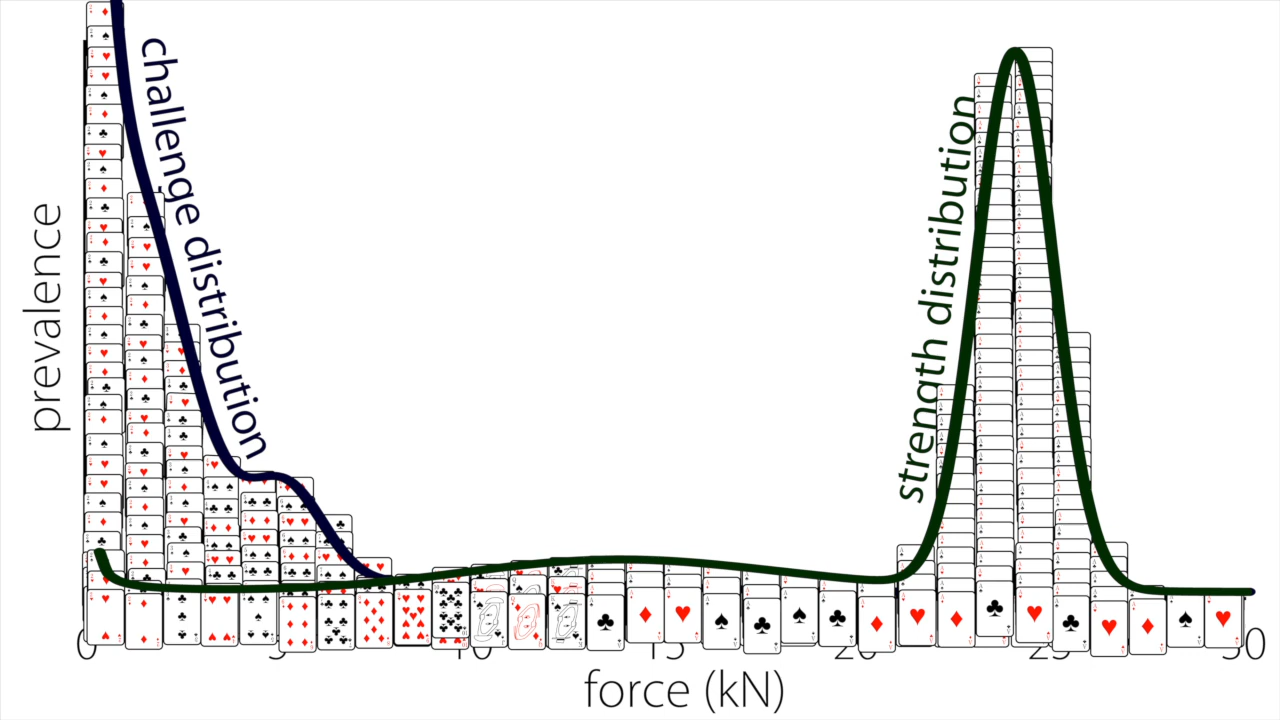 challenge distribution
strength distribution
prevalence
0 5 10 15 20 25 30
force (kN)